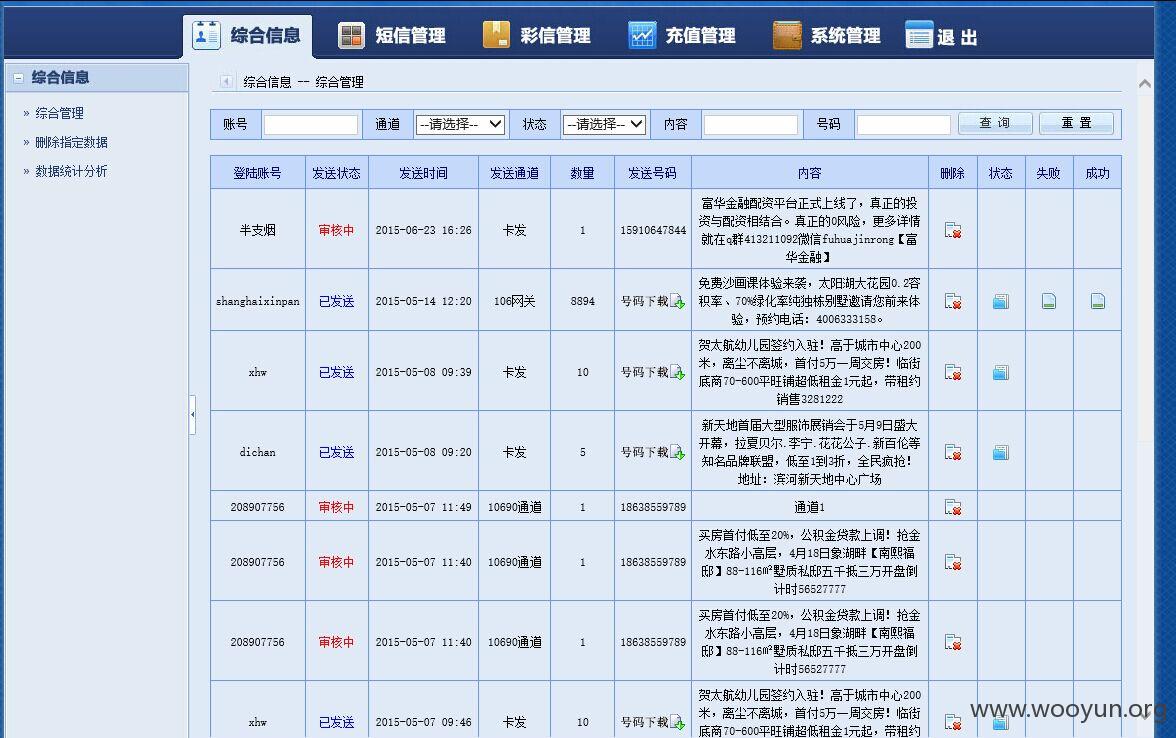 综合信息 短信管理 彩信管理 充值管理 系统管理 退 出
综合信息
» 综合管理
» 删除指定数据
» 数据统计分析
综合信息 -- 综合管理
账号 通道 --请选择-- 状态 --请选择-- 内容 号码 查 询 重 置
登陆账号 发送状态 发送时间 发送通道 数量 发送号码 内容 删除 状态 失败 成功
半支烟 审核中 2015-06-23 16:26 卡发 1 15910647844
富华金融配资平台正式上线了，真正的投
资与配资相结合。真正的0风险，更多详情
就在q群413211092微信fuhuajinrong【富
华金融】
shanghaixinpan 已发送 2015-05-14 12:20 106网关 8894 号码下载
免费沙画课体验来袭，太阳湖大花园0.2容
积率、70%绿化率纯独栋别墅邀请您前来体
验，预约电话：4006333158。
xhw 已发送 2015-05-08 09:39 卡发 10 号码下载
贺太航幼儿园签约入驻！高于城市中心200
米，离尘不离城，首付5万一周交房！临街
底商70-600平旺铺超低租金1元起，带租约
销售3281222
dichan 已发送 2015-05-08 09:20 卡发 5 号码下载
新天地首届大型服饰展销会于5月9日盛大
开幕，拉夏贝尔.李宁.花花公子.新百伦等
知名品牌联盟，低至1到3折，全民疯抢！
地址：滨河新天地中心广场
208907756 审核中 2015-05-07 11:49 10690通道 1 18638559789 通道1
208907756 审核中 2015-05-07 11:40 10690通道 1 18638559789
买房首付低至20%，公积金贷款上调！抢金
水东路小高层，4月18日象湖畔【南熙福
邸】88-116㎡墅质私邸五千抵三万开盘倒
计时56527777
208907756 审核中 2015-05-07 11:40 10690通道 1 18638559789
买房首付低至20%，公积金贷款上调！抢金
水东路小高层，4月18日象湖畔【南熙福
邸】88-116㎡墅质私邸五千抵三万开盘倒
计时56527777
xhw 已发送 2015-05-07 09:46 卡发 10 号码下载
贺太航幼儿园签约入驻！高于城市中心200
米，离尘不离城，首付5万一周交房！临街
底商70-600平旺铺超低租金1元起，带租约
www.wooyun.org